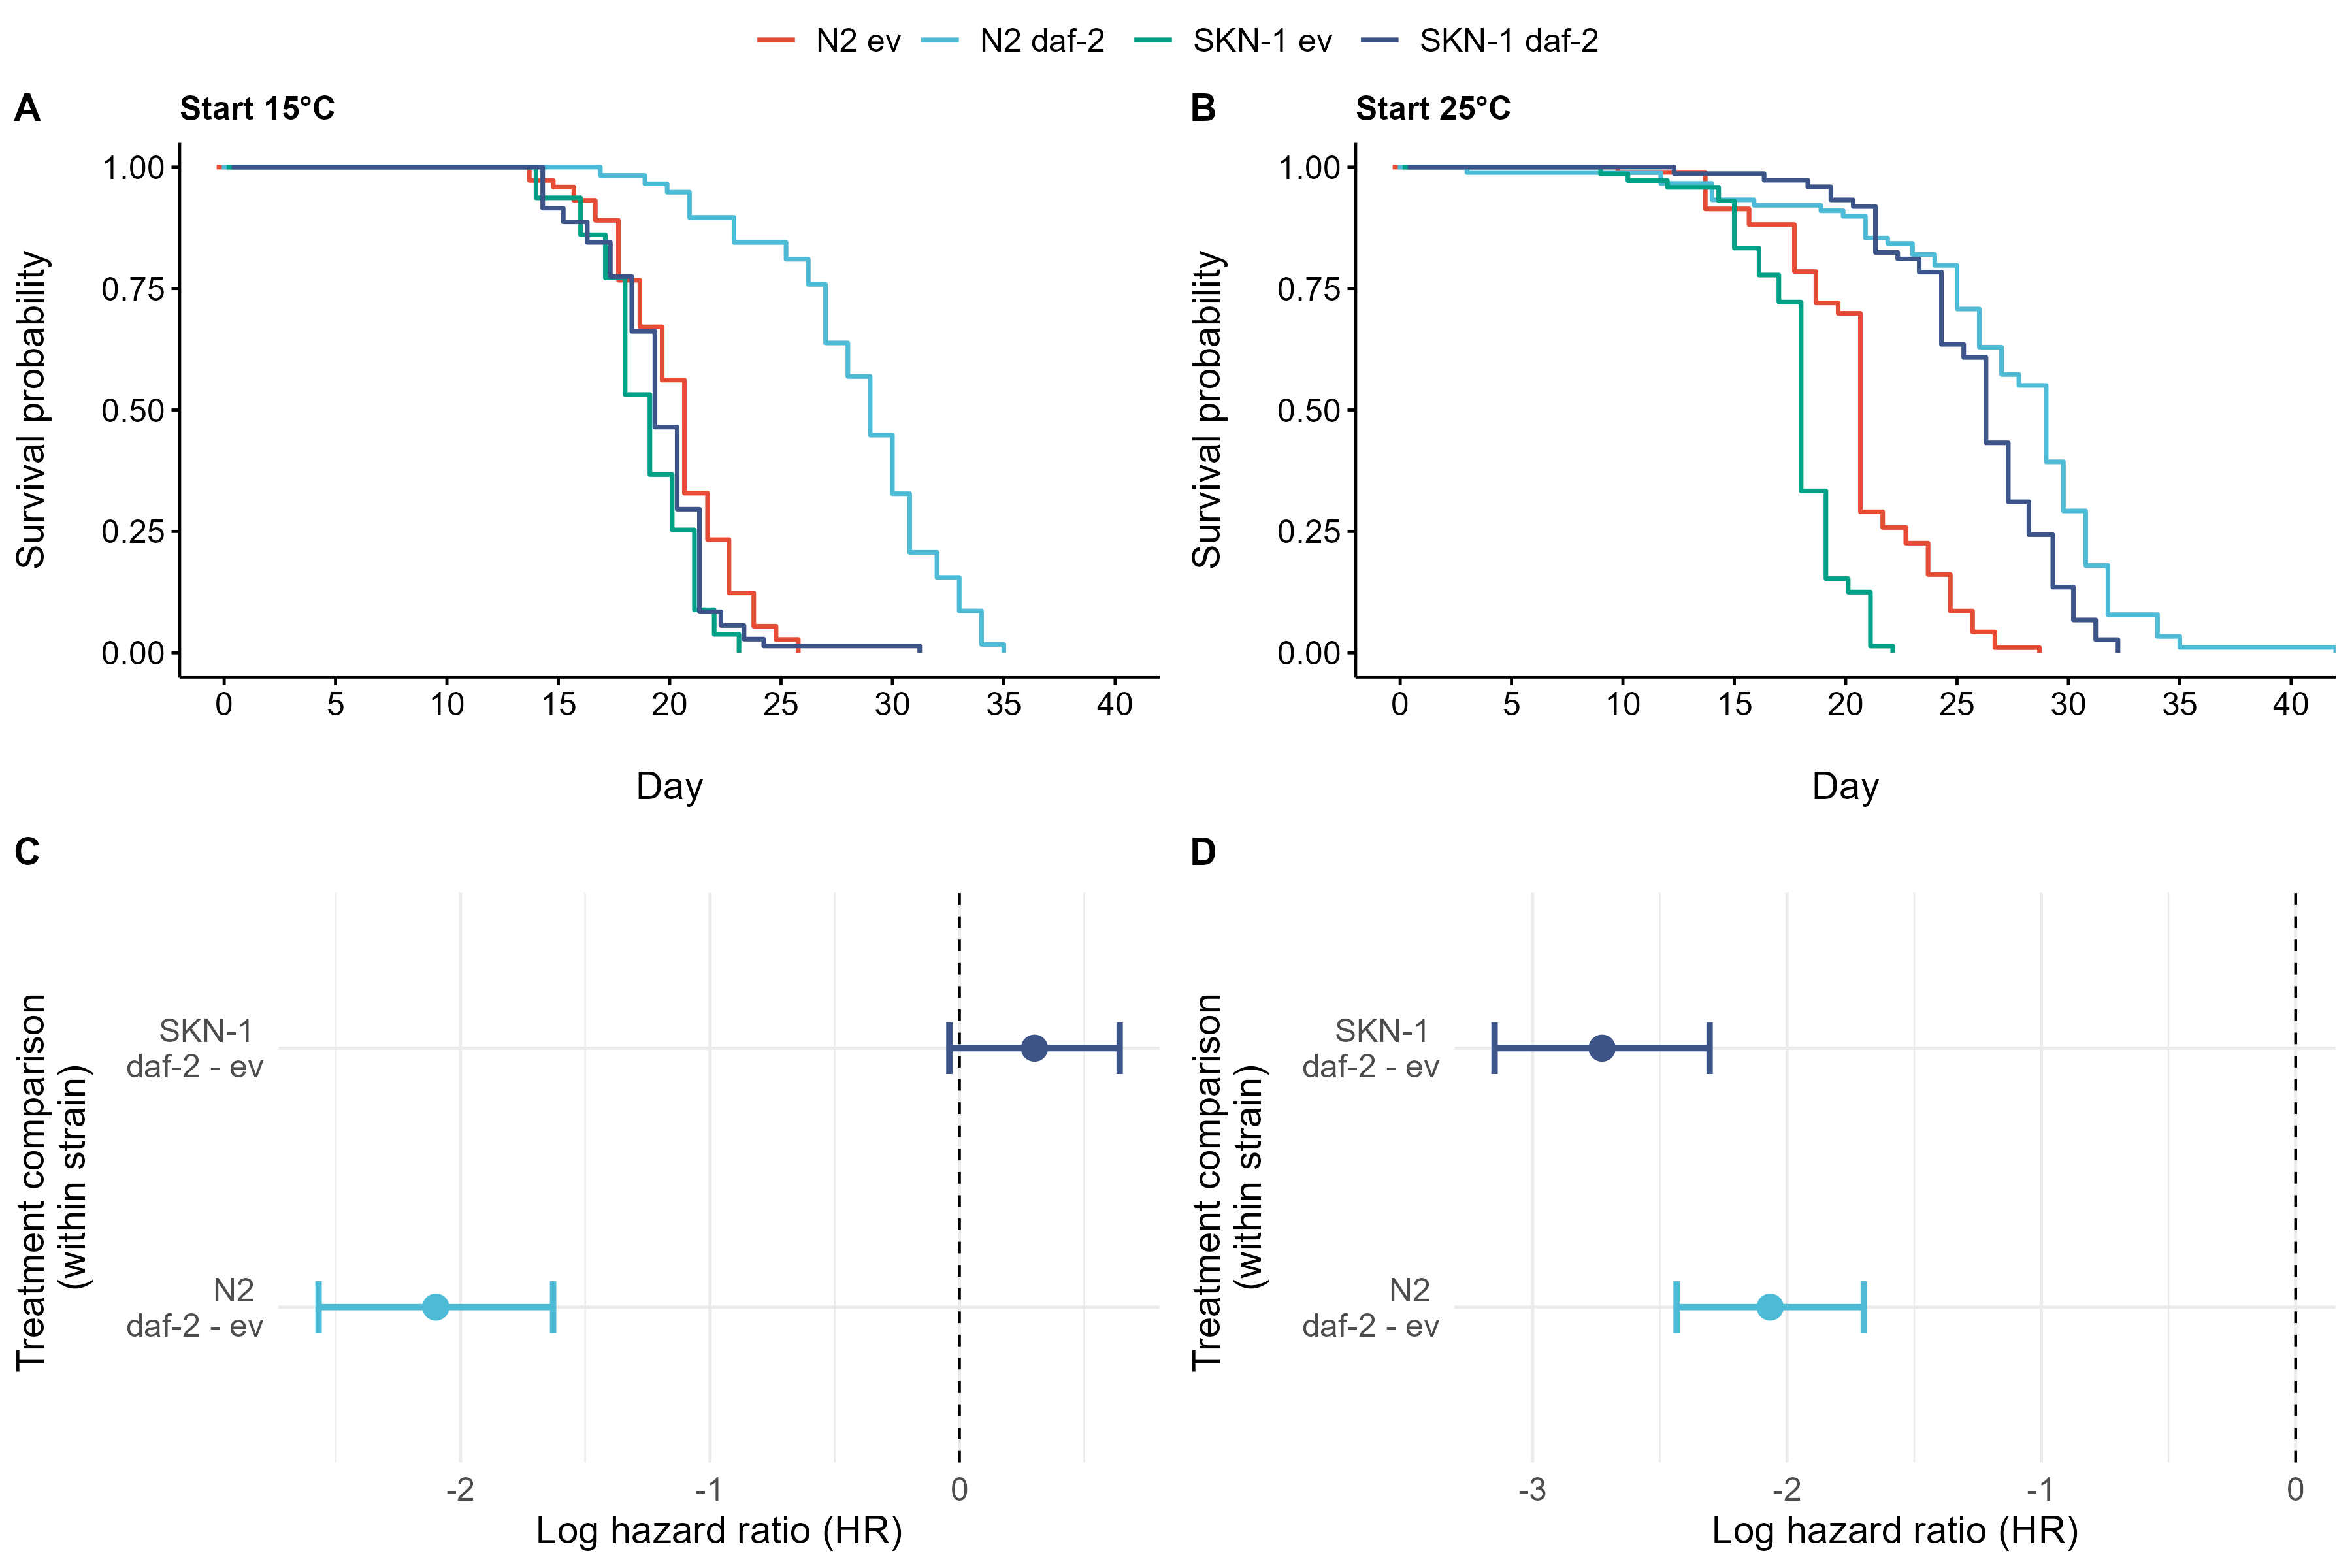 N2 ev N2 daf-2 SKN-1 ev SKN-1 daf-2
A
Start 15°C
Survival probability
1.00
0.75
0.50
0.25
0.00
0 5 10 15 20 25 30 35 40
Day
B
Start 25°C
Survival probability
1.00
0.75
0.50
0.25
0.00
0 5 10 15 20 25 30 35 40
Day
C
Treatment comparison
(within strain)
SKN-1
daf-2 - ev
N2
daf-2 - ev
-2 -1 0
Log hazard ratio (HR)
D
Treatment comparison
(within strain)
SKN-1
daf-2 - ev
N2
daf-2 - ev
-3 -2 -1 0
Log hazard ratio (HR)